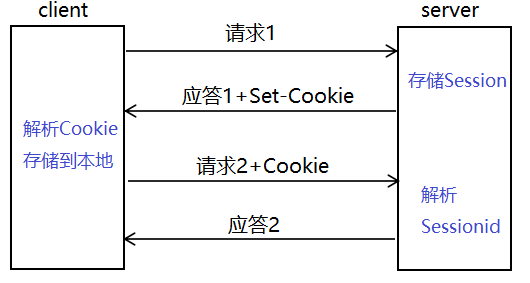 client
server
请求1
存储Session
应答1+Set-Cookie
解析Cookie
存储到本地
请求2+Cookie
解析
Sessionid
应答2